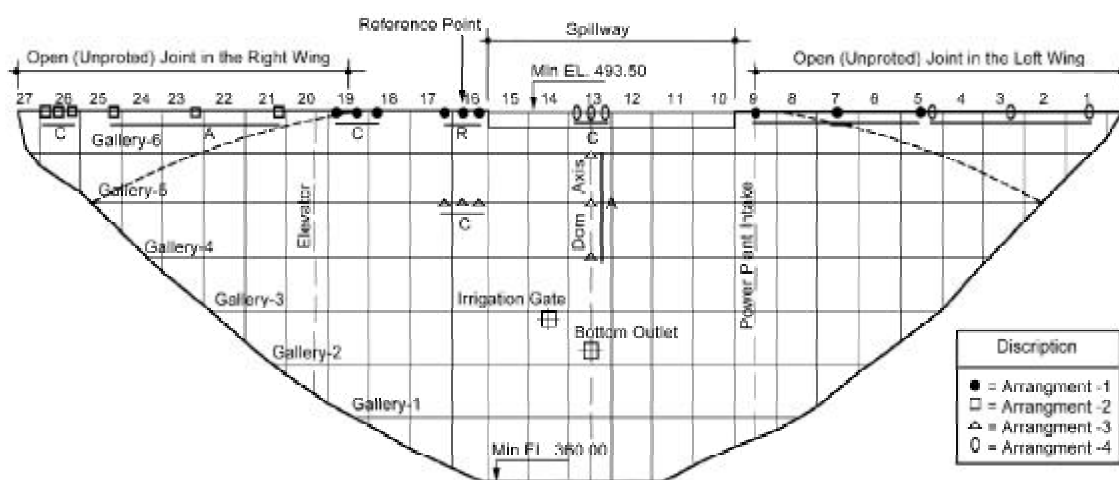 Reference Point
Spillway
Open (Unproted) Joint in the Right Wing
Open (Unproted) Joint in the Left Wing
Min EL. 493.50
27 26 25 24 23 22 21 20 19 18 17 16 15 14 13 12 11 10 9 8 7 6 5 4 3 2 1
C A C R C
Gallery-6
Gallery-5
C
A
Dom Axis
Elevator
Power Plant Intake
Gallery-4
Gallery-3
Irrigation Gate
Bottom Outlet
Gallery-2
Gallery-1
Min El. 360.00
Discription
= Arrangment -1
= Arrangment -2
= Arrangment -3
= Arrangment -4